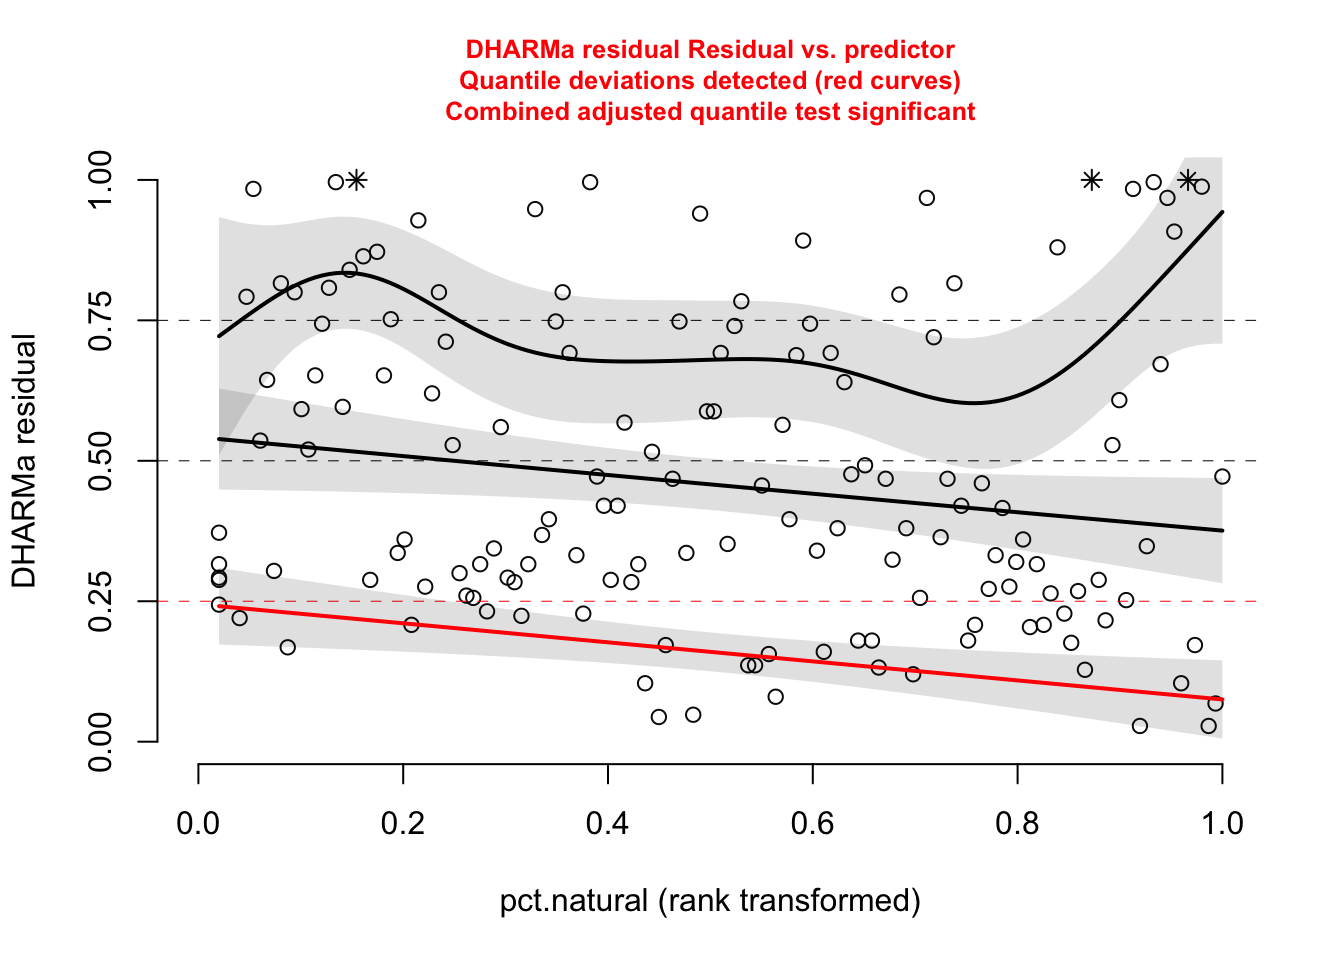 DHARMa residual Residual vs. predictor
Quantile deviations detected (red curves)
Combined adjusted quantile test significant
DHARMa residual
1.00
0.75
0.50
0.25
0.00
0.0 0.2 0.4 0.6 0.8 1.0
pct.natural (rank transformed)